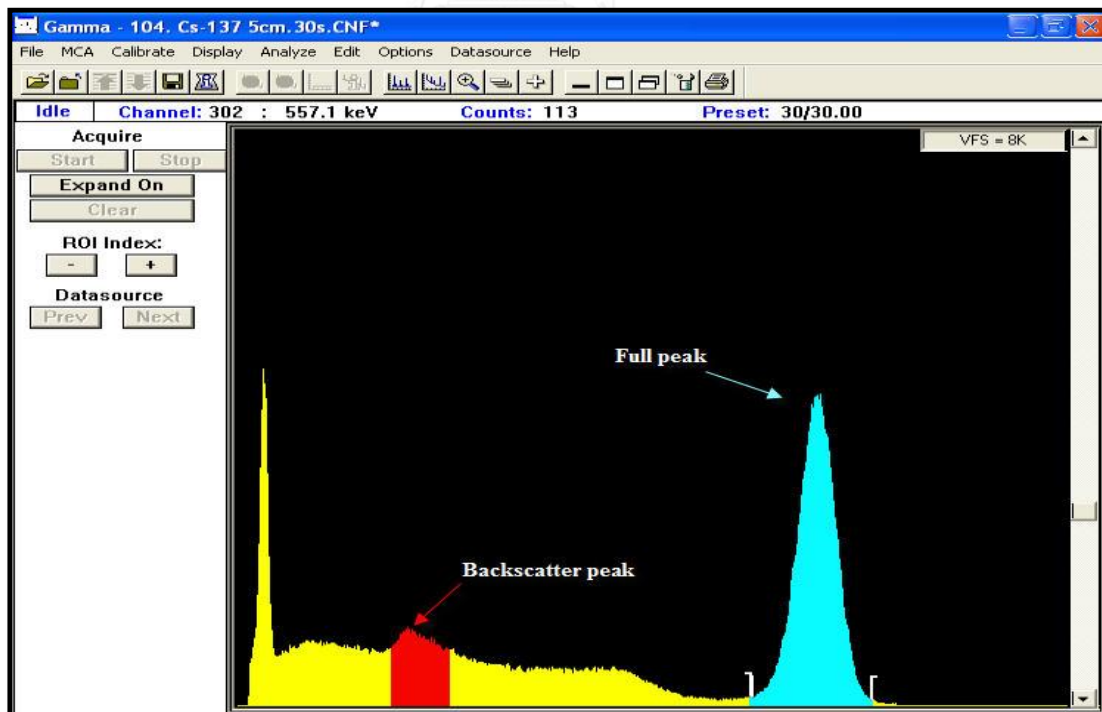 Gamma - 104. Cs-137 5cm. 30s.CNF*
File MCA Calibrate Display Analyze Edit Options Datasource Help
Idle Channel: 302 : 557.1 keV Counts: 113 Preset: 30/30.00
Acquire
Start Stop
Expand On
Clear
ROI Index:
- +
Datasource
Prev Next
VFS = 8K
Full peak
Backscatter peak